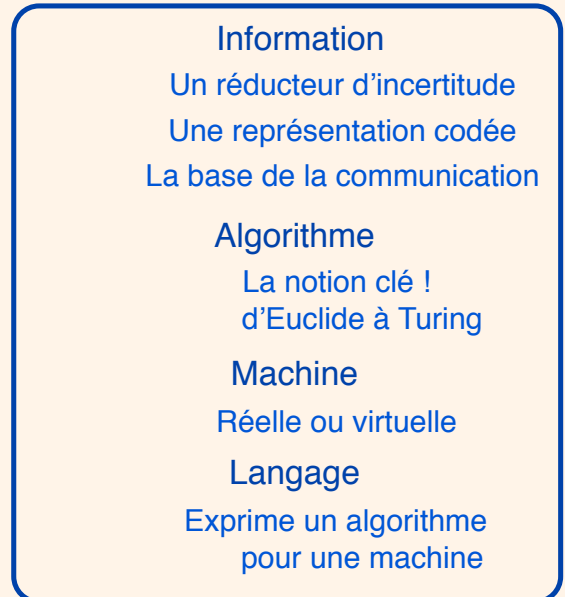 Information
Un réducteur d'incertitude
Une représentation codée
La base de la communication
Algorithme
La notion clé !
d'Euclide à Turing
Machine
Réelle ou virtuelle
Langage
Exprime un algorithme
pour une machine